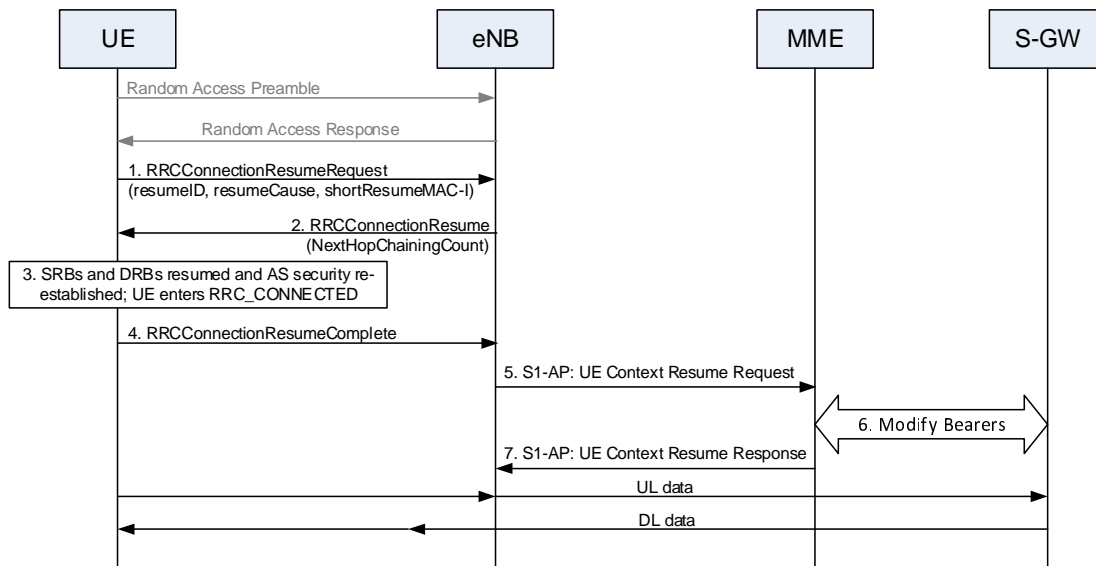 UE
eNB
MME
S-GW
Random Access Preamble
Random Access Response
1. RRCConnectionResumeRequest
(resumeID, resumeCause, shortResumeMAC-I)
2. RRCConnectionResume
(NextHopChainingCount)
3. SRBs and DRBs resumed and AS security re-
established; UE enters RRC_CONNECTED
4. RRCConnectionResumeComplete
5. S1-AP: UE Context Resume Request
6. Modify Bearers
7. S1-AP: UE Context Resume Response
UL data
DL data